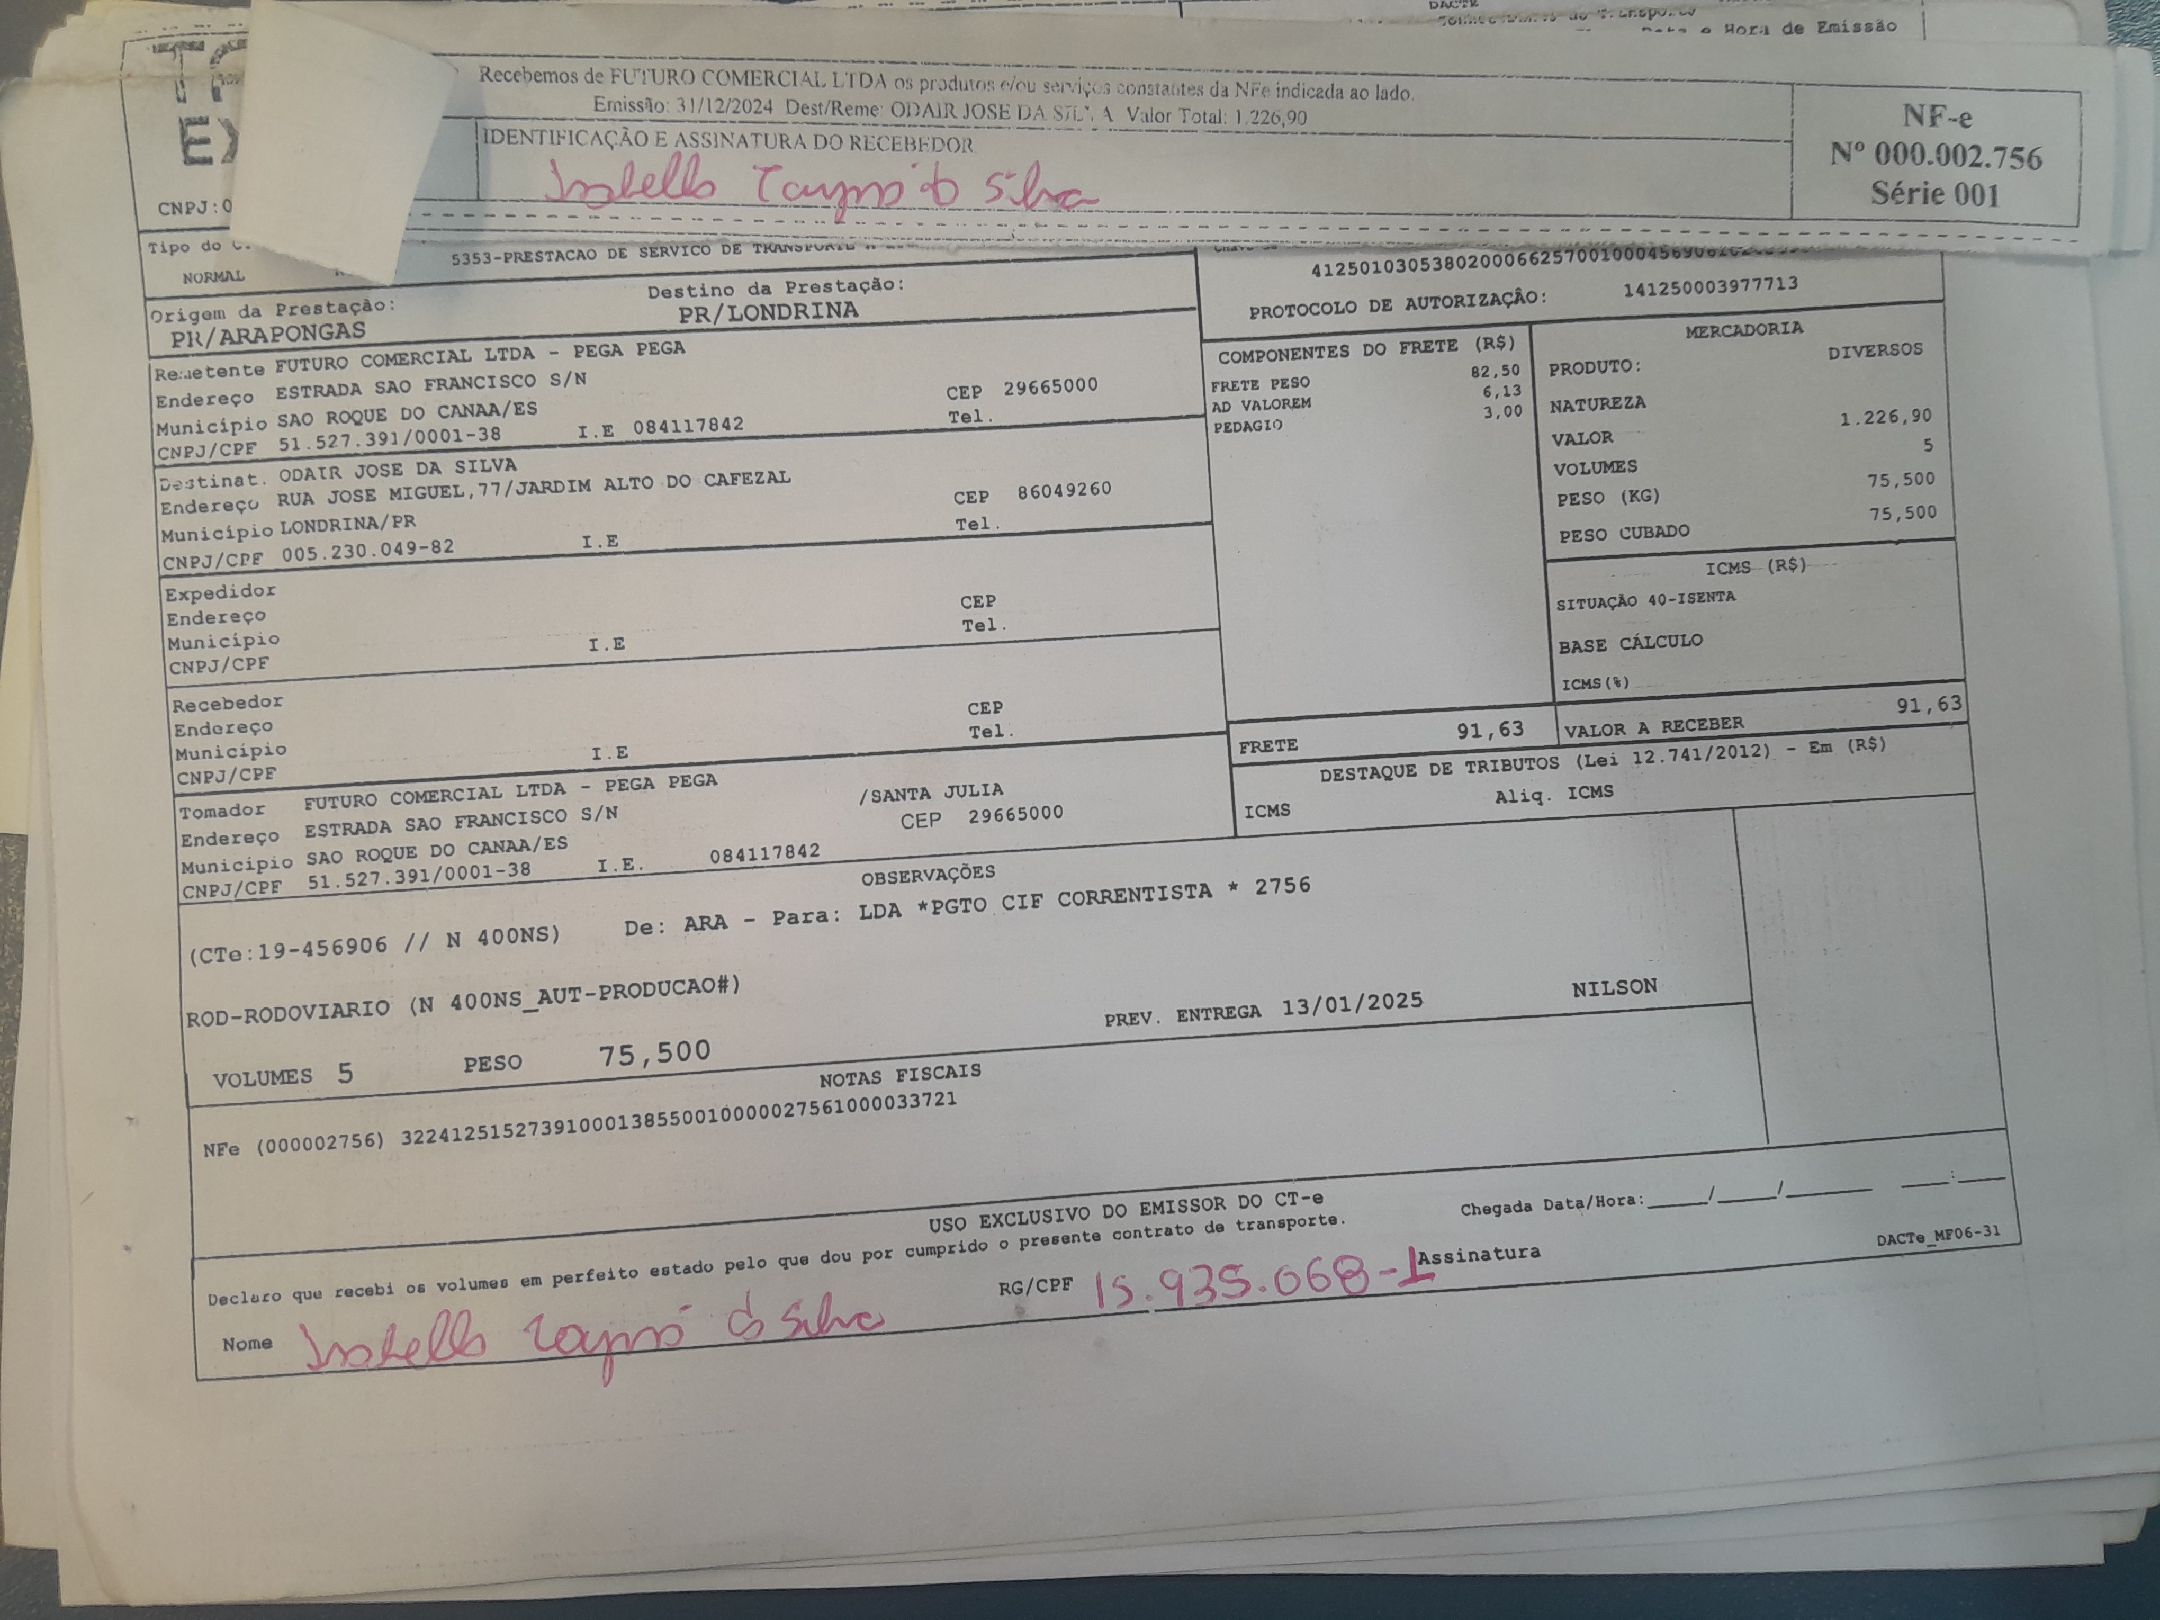 DACTE
Data e Hora de Emissão
Recebemos de FUTURO COMERCIAL LTDA os produtos e/ou serviços constantes da NFe indicada ao lado.
Emissão: 31/12/2024 Dest/Reme: ODAIR JOSE DA SILVA Valor Total: 1.226,90
IDENTIFICAÇÃO E ASSINATURA DO RECEBEDOR
NF-e
Nº 000.002.756
Série 001
Silva
CNPJ:0
Tipo do
NORMAL
5353-PRESTACAO DE SERVICO DE TRANSPORTE
PROTOCOLO DE AUTORIZAÇÃO: 141250003977713
Origem da Prestação: Destino da Prestação:
PR/ARAPONGAS PR/LONDRINA
Remetente FUTURO COMERCIAL LTDA - PEGA PEGA
Endereço ESTRADA SAO FRANCISCO S/N CEP 29665000
Município SAO ROQUE DO CANAA/ES Tel.
CNPJ/CPF 51.527.391/0001-38 I.E 084117842
Destinat. ODAIR JOSE DA SILVA
Endereço RUA JOSE MIGUEL,77/JARDIM ALTO DO CAFEZAL CEP 86049260
Município LONDRINA/PR Tel.
CNPJ/CPF 005.230.049-82 I.E
Expedidor
Endereço CEP
Município Tel.
CNPJ/CPF I.E
Recebedor
Endereço CEP
Município Tel.
CNPJ/CPF I.E
Tomador FUTURO COMERCIAL LTDA - PEGA PEGA
Endereço ESTRADA SAO FRANCISCO S/N /SANTA JULIA
Município SAO ROQUE DO CANAA/ES CEP 29665000
CNPJ/CPF 51.527.391/0001-38 I.E. 084117842
COMPONENTES DO FRETE (R$)
FRETE PESO 82,50
AD VALOREM 6,13
PEDAGIO 3,00
MERCADORIA
PRODUTO: DIVERSOS
NATUREZA
VALOR 1.226,90
VOLUMES 5
PESO (KG) 75,500
PESO CUBADO 75,500
ICMS (R$)
SITUAÇÃO 40-ISENTA
BASE CÁLCULO
ICMS(%)
FRETE 91,63 VALOR A RECEBER 91,63
DESTAQUE DE TRIBUTOS (Lei 12.741/2012) - Em (R$)
ICMS Aliq. ICMS
OBSERVAÇÕES
(CTe:19-456906 // N 400NS) De: ARA - Para: LDA *PGTO CIF CORRENTISTA * 2756
ROD-RODOVIARIO (N 400NS_AUT-PRODUCAO#)
PREV. ENTREGA 13/01/2025 NILSON
VOLUMES 5 PESO 75,500
NOTAS FISCAIS
NFe (000002756) 32241251527391000138550010000027561000033721
USO EXCLUSIVO DO EMISSOR DO CT-e
Declaro que recebi os volumes em perfeito estado pelo que dou por cumprido o presente contrato de transporte.
Chegada Data/Hora:____/____/______ ___:___
Nome Silva RG/CPF 15.935.068-1 Assinatura
DACTe_MF06-31